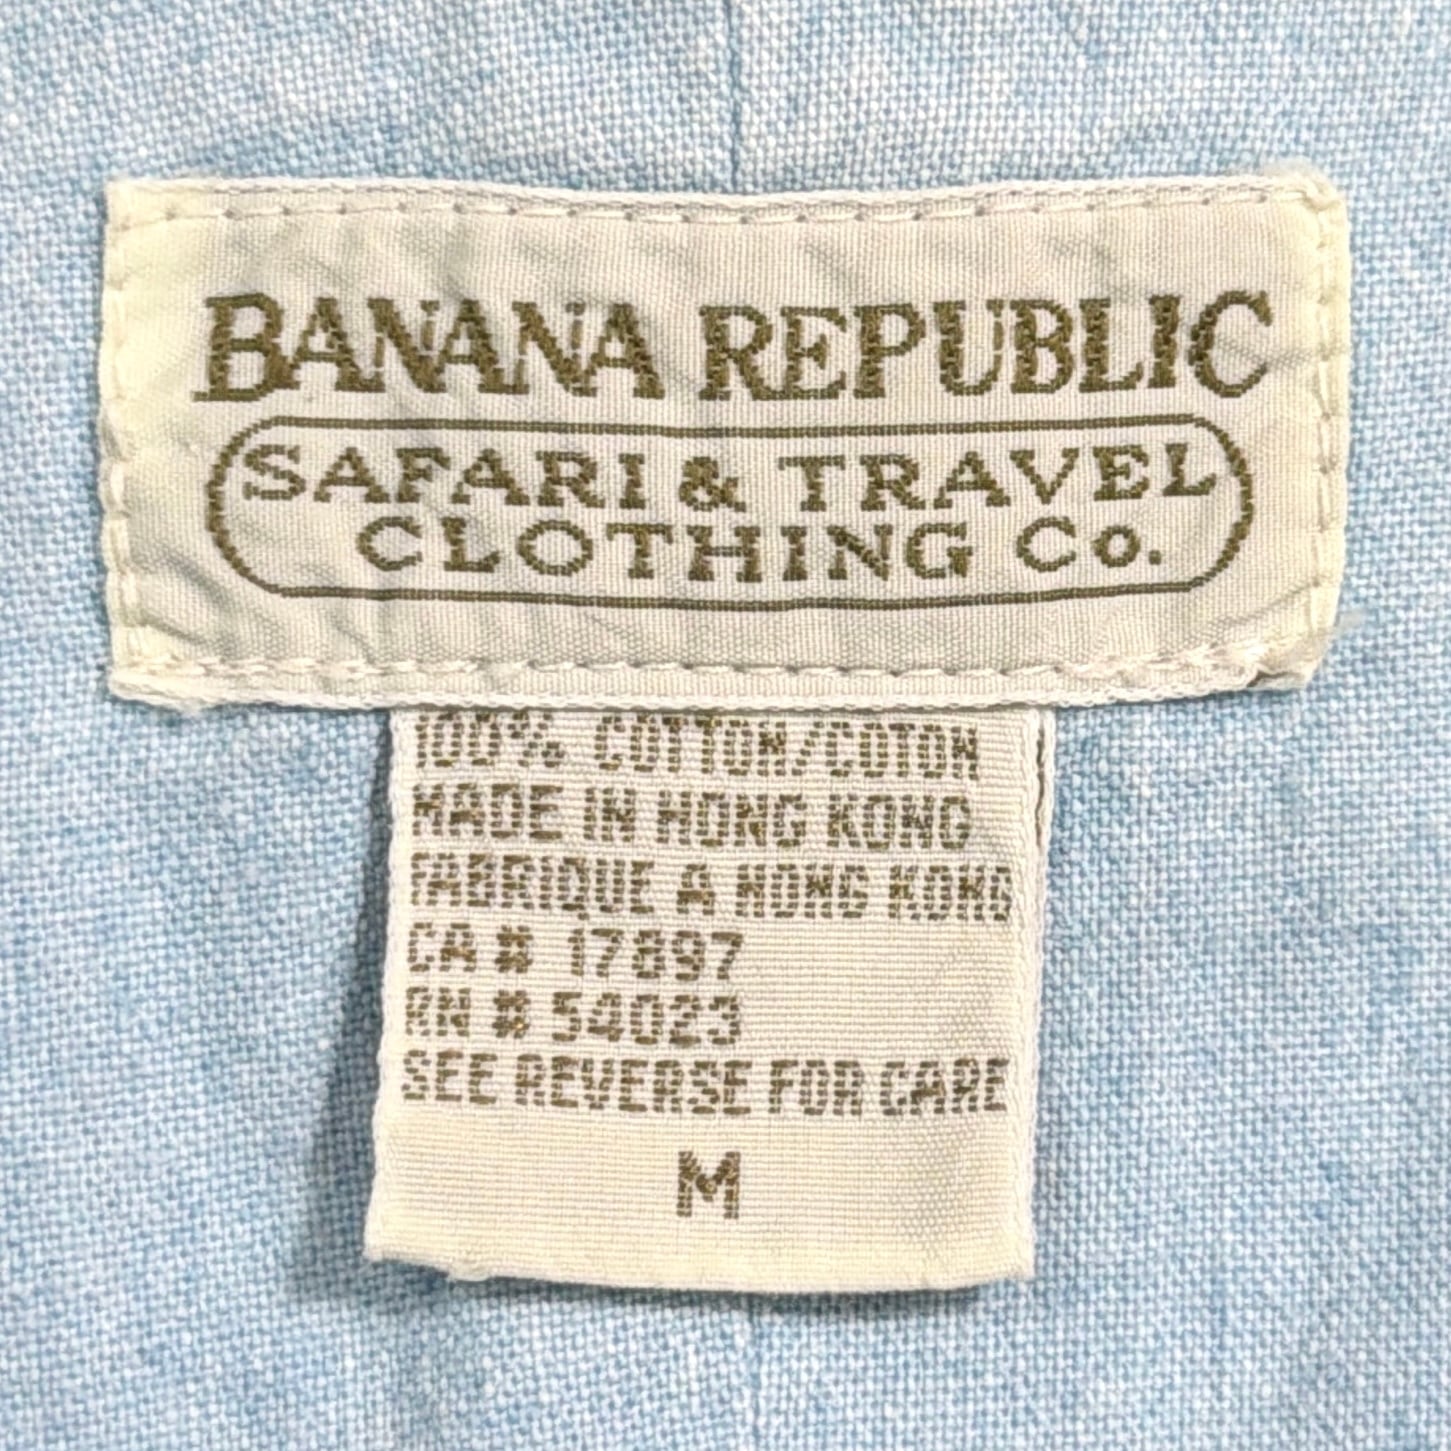 BANANA REPUBLIC
SAFARI & TRAVEL
CLOTHING Co.
100% COTTON/COTON
MADE IN HONG KONG
FABRIQUE A HONG KONG
CA # 17897
RN # 54023
SEE REVERSE FOR CARE
M